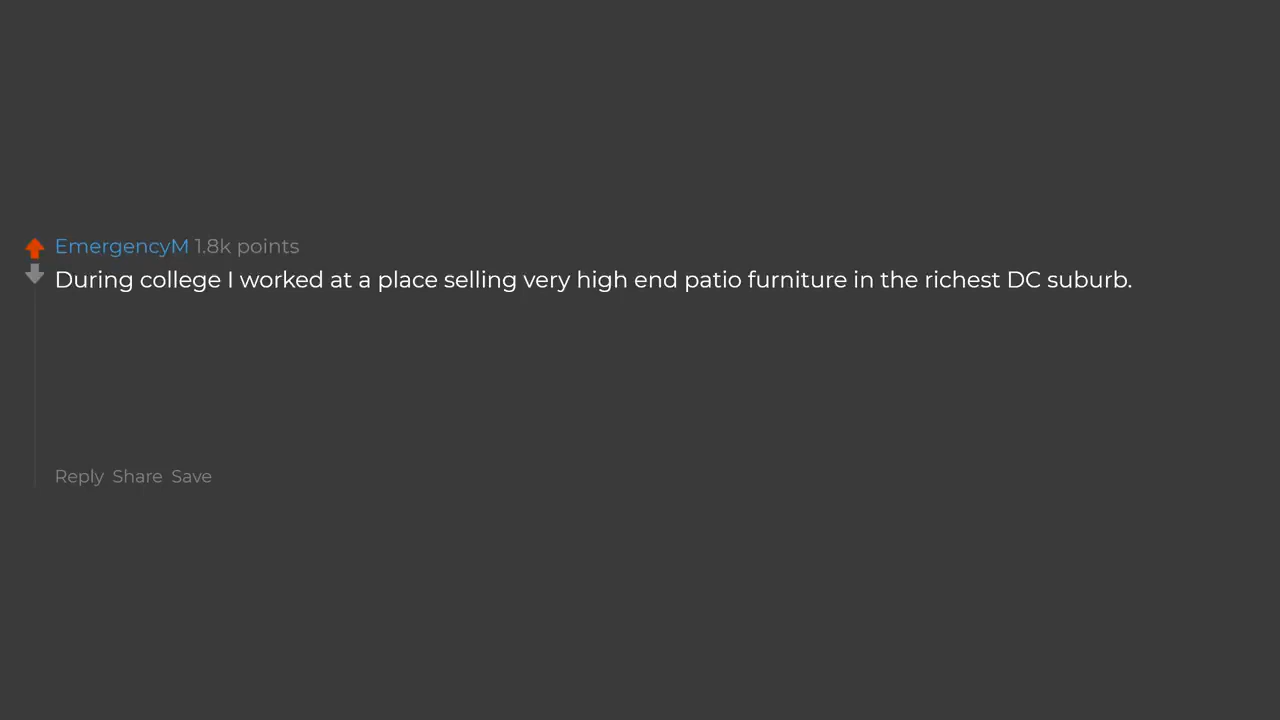 EmergencyM 1.8k points
During college I worked at a place selling very high end patio furniture in the richest DC suburb.
Reply Share Save